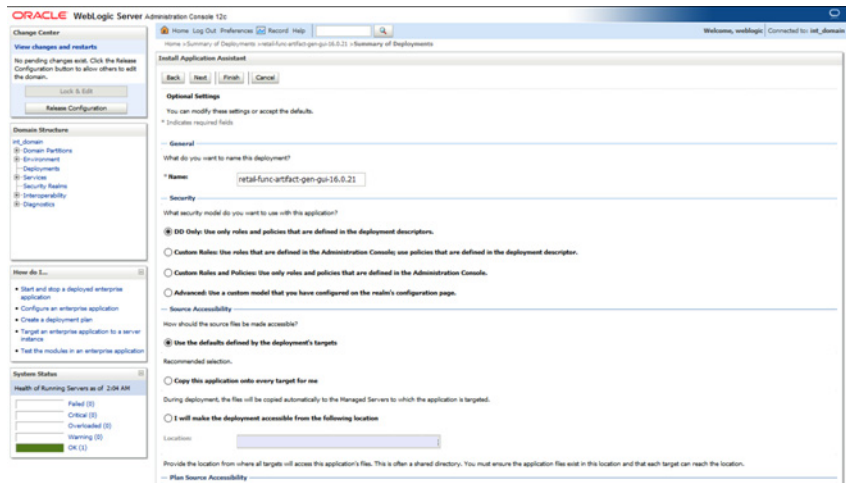 ORACLE WebLogic Server Administration Console 12c
Change Center
View changes and restarts
No pending changes exist. Click the Release
Configuration button to allow others to edit
the domain.
Lock & Edit
Release Configuration
Domain Structure
int_domain
Domain Partitions
Environment
Deployments
Services
Security Realms
Interoperability
Diagnostics
How do I...
Start and stop a deployed enterprise
application
Configure an enterprise application
Create a deployment plan
Target an enterprise application to a server
instance
Test the modules in an enterprise application
System Status
Health of Running Servers as of 2:04 AM
Failed (0)
Critical (0)
Overloaded (0)
Warning (0)
OK (1)
Home Log Out Preferences Record Help
Welcome, weblogic Connected to: int_domain
Home >Summary of Deployments >retail-func-artifact-gen-gui-16.0.21 >Summary of Deployments
Install Application Assistant
Back Next Finish Cancel
Optional Settings
You can modify these settings or accept the defaults.
* Indicates required fields
General
What do you want to name this deployment?
* Name: retail-func-artifact-gen-gui-16.0.21
Security
What security model do you want to use with this application?
DD Only: Use only roles and policies that are defined in the deployment descriptors.
Custom Roles: Use roles that are defined in the Administration Console; use policies that are defined in the deployment descriptor.
Custom Roles and Policies: Use only roles and policies that are defined in the Administration Console.
Advanced: Use a custom model that you have configured on the realm's configuration page.
Source Accessibility
How should the source files be made accessible?
Use the defaults defined by the deployment's targets
Recommended selection.
Copy this application onto every target for me
During deployment, the files will be copied automatically to the Managed Servers to which the application is targeted.
I will make the deployment accessible from the following location
Location:
Provide the location from where all targets will access this application's files. This is often a shared directory. You must ensure the application files exist in this location and that each target can reach the location.
Plan Source Accessibility